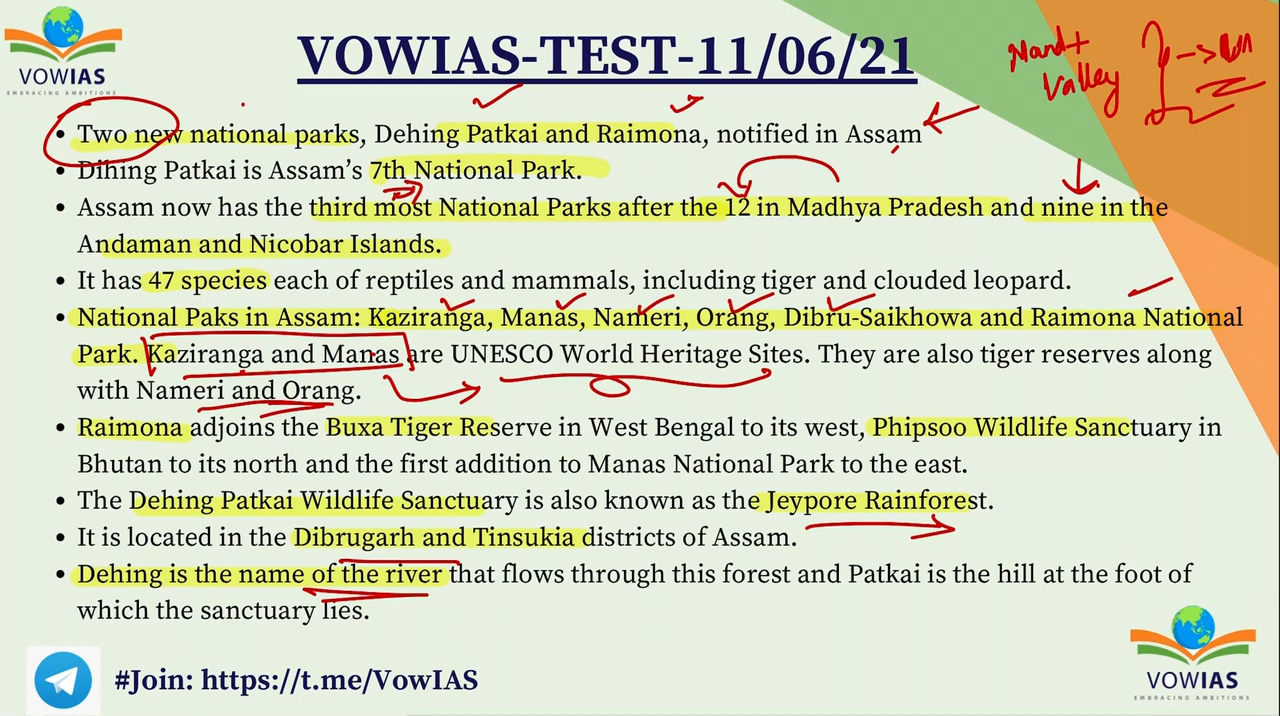 VOWIAS
EMBRACING AMBITIONS
VOWIAS-TEST-11/06/21
Valley
• Two new national parks, Dehing Patkai and Raimona, notified in Assam
• Dihing Patkai is Assam's 7th National Park.
• Assam now has the third most National Parks after the 12 in Madhya Pradesh and nine in the
Andaman and Nicobar Islands.
• It has 47 species each of reptiles and mammals, including tiger and clouded leopard.
• National Paks in Assam: Kaziranga, Manas, Nameri, Orang, Dibru-Saikhowa and Raimona National
Park. Kaziranga and Manas are UNESCO World Heritage Sites. They are also tiger reserves along
with Nameri and Orang.
• Raimona adjoins the Buxa Tiger Reserve in West Bengal to its west, Phipsoo Wildlife Sanctuary in
Bhutan to its north and the first addition to Manas National Park to the east.
• The Dehing Patkai Wildlife Sanctuary is also known as the Jeypore Rainforest.
• It is located in the Dibrugarh and Tinsukia districts of Assam.
• Dehing is the name of the river that flows through this forest and Patkai is the hill at the foot of
which the sanctuary lies.
#Join: https://t.me/VowIAS
VOWIAS
EMBRACING AMBITIONS